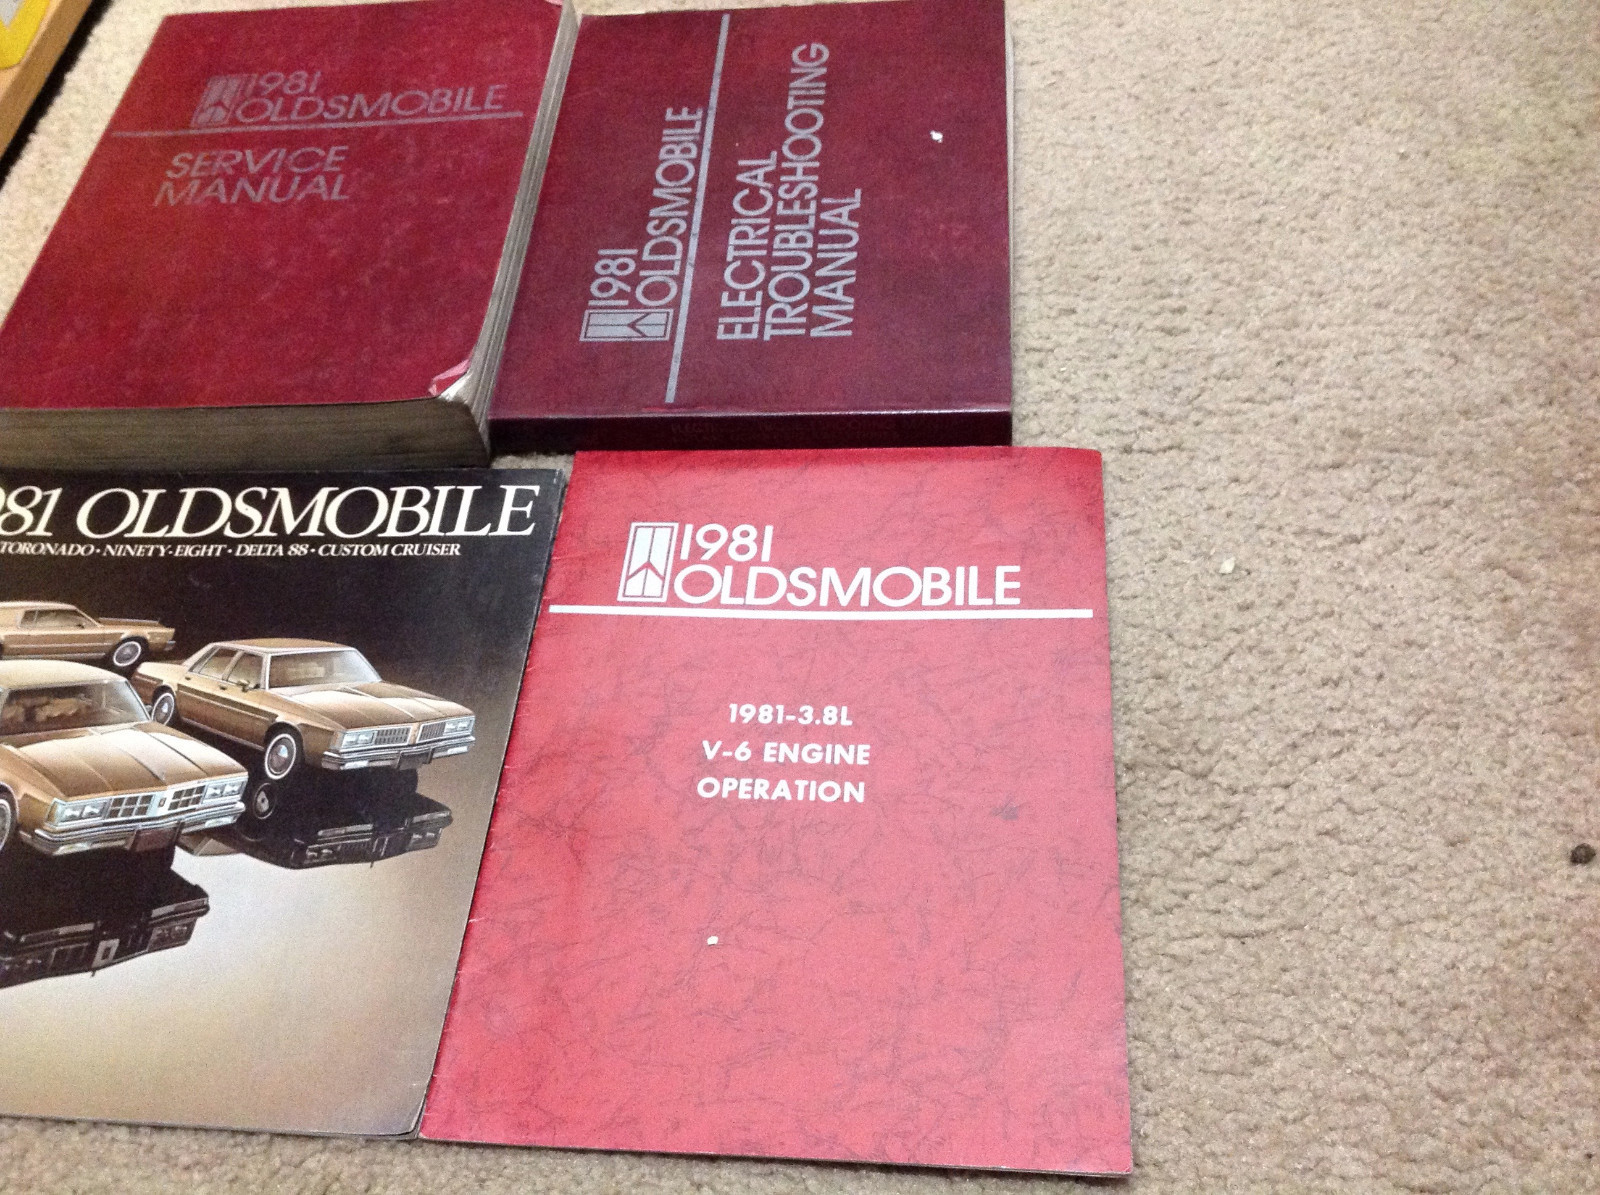 1981
OLDSMOBILE
SERVICE
MANUAL
1981
OLDSMOBILE
ELECTRICAL
TROUBLESHOOTING
MANUAL
81 OLDSMOBILE
TORONADO • NINETY-EIGHT • DELTA 88 • CUSTOM CRUISER
1981
OLDSMOBILE
1981-3.8L
V-6 ENGINE
OPERATION